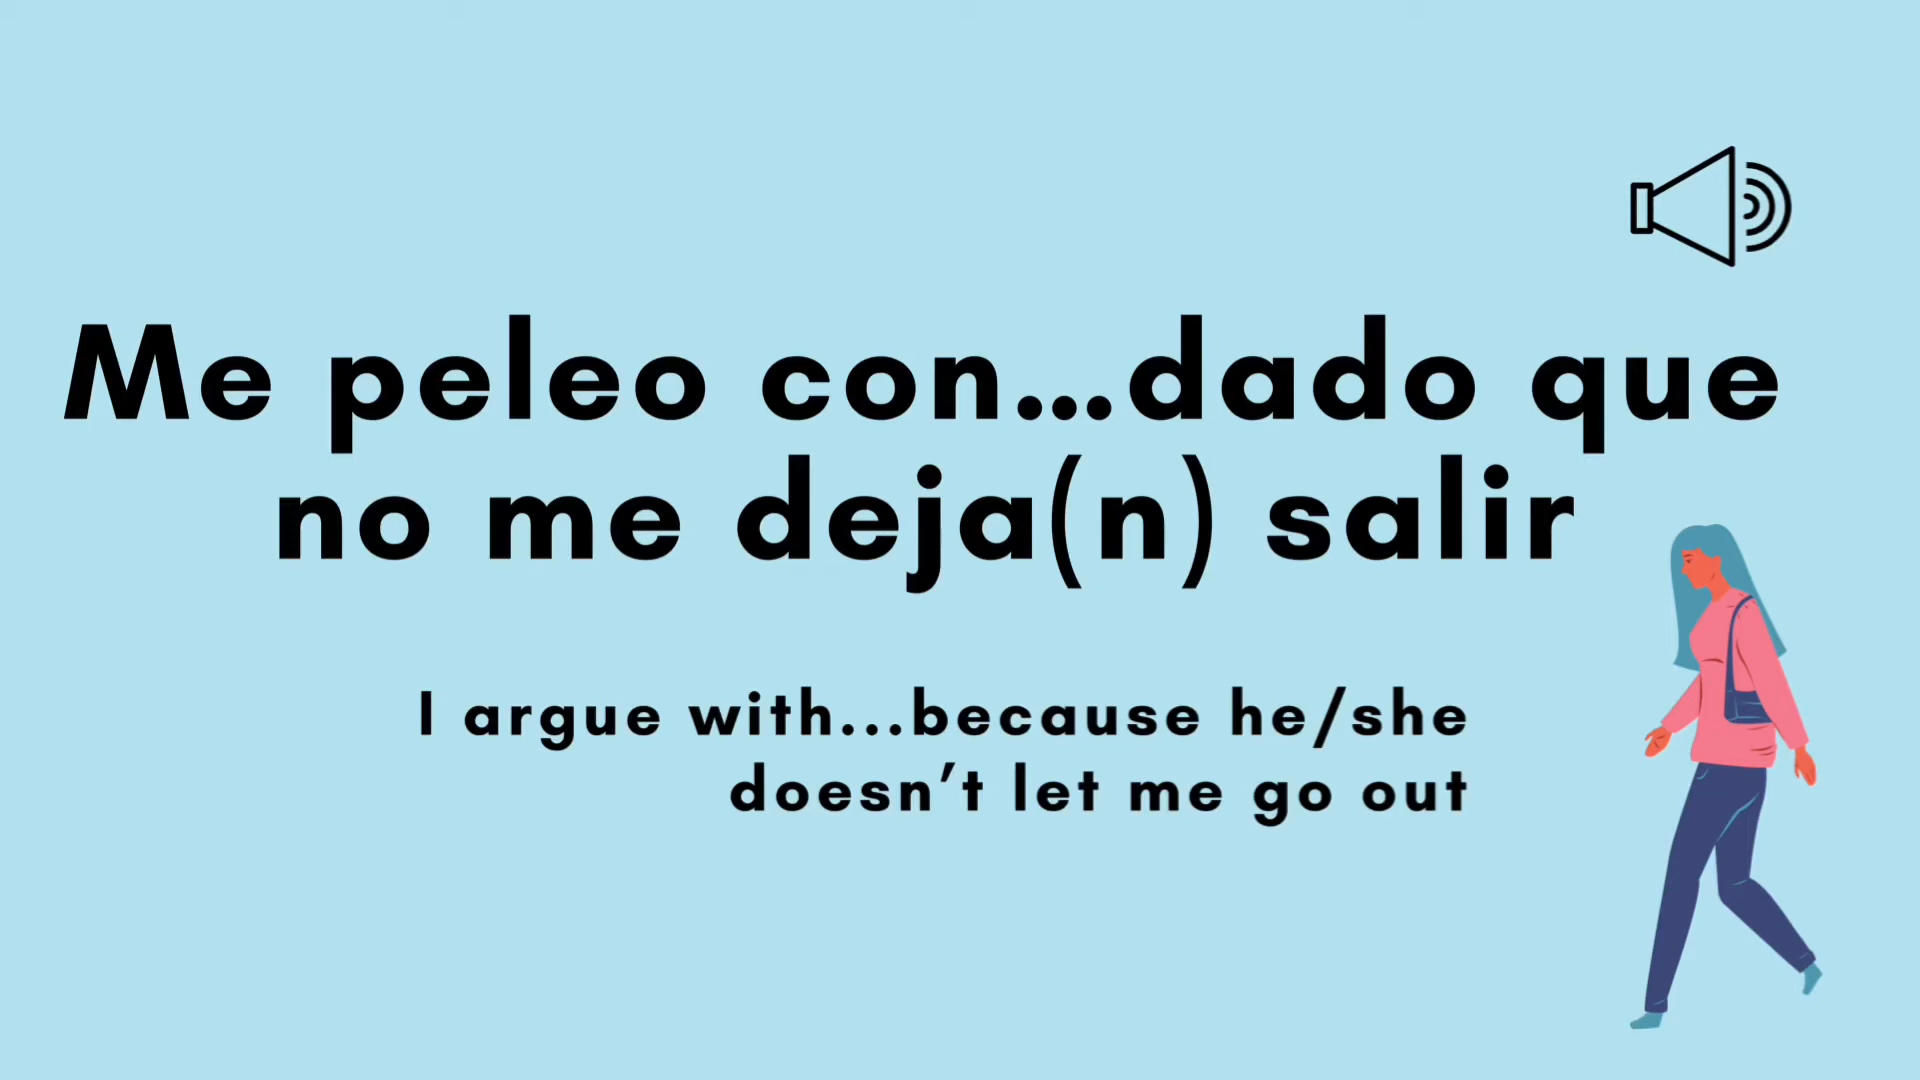 Me peleo con...dado que
no me deja(n) salir
I argue with...because he/she
doesn’t let me go out